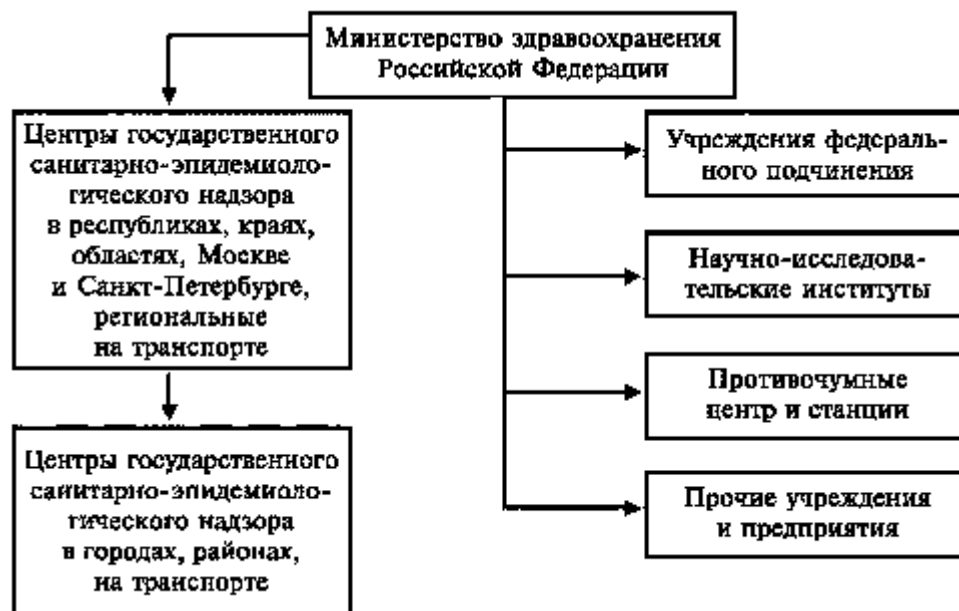 Министерство здравоохранения
Российской Федерации
Центры государственного
санитарно-эпидемиоло-
гического надзора
в республиках, краях,
областях, Москве
и Санкт-Петербурге,
региональные
на транспорте
Центры государственного
санитарно-эпидемиоло-
гического надзора
в городах, районах,
на транспорте
Учреждения федераль-
ного подчинения
Научно-исследова-
тельские институты
Противочумные
центр и станции
Прочие учреждения
и предприятия